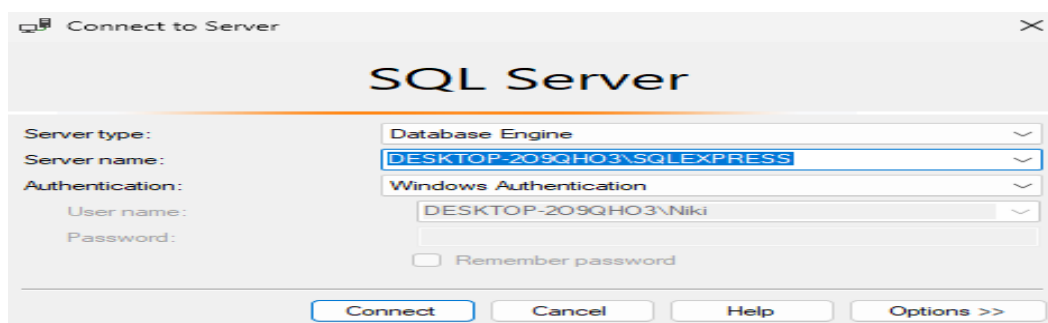 Connect to Server
SQL Server
Server type: Database Engine
Server name: DESKTOP-2O9QHO3\SQLEXPRESS
Authentication: Windows Authentication
User name: DESKTOP-2O9QHO3\Niki
Password:
Remember password
Connect Cancel Help Options >>